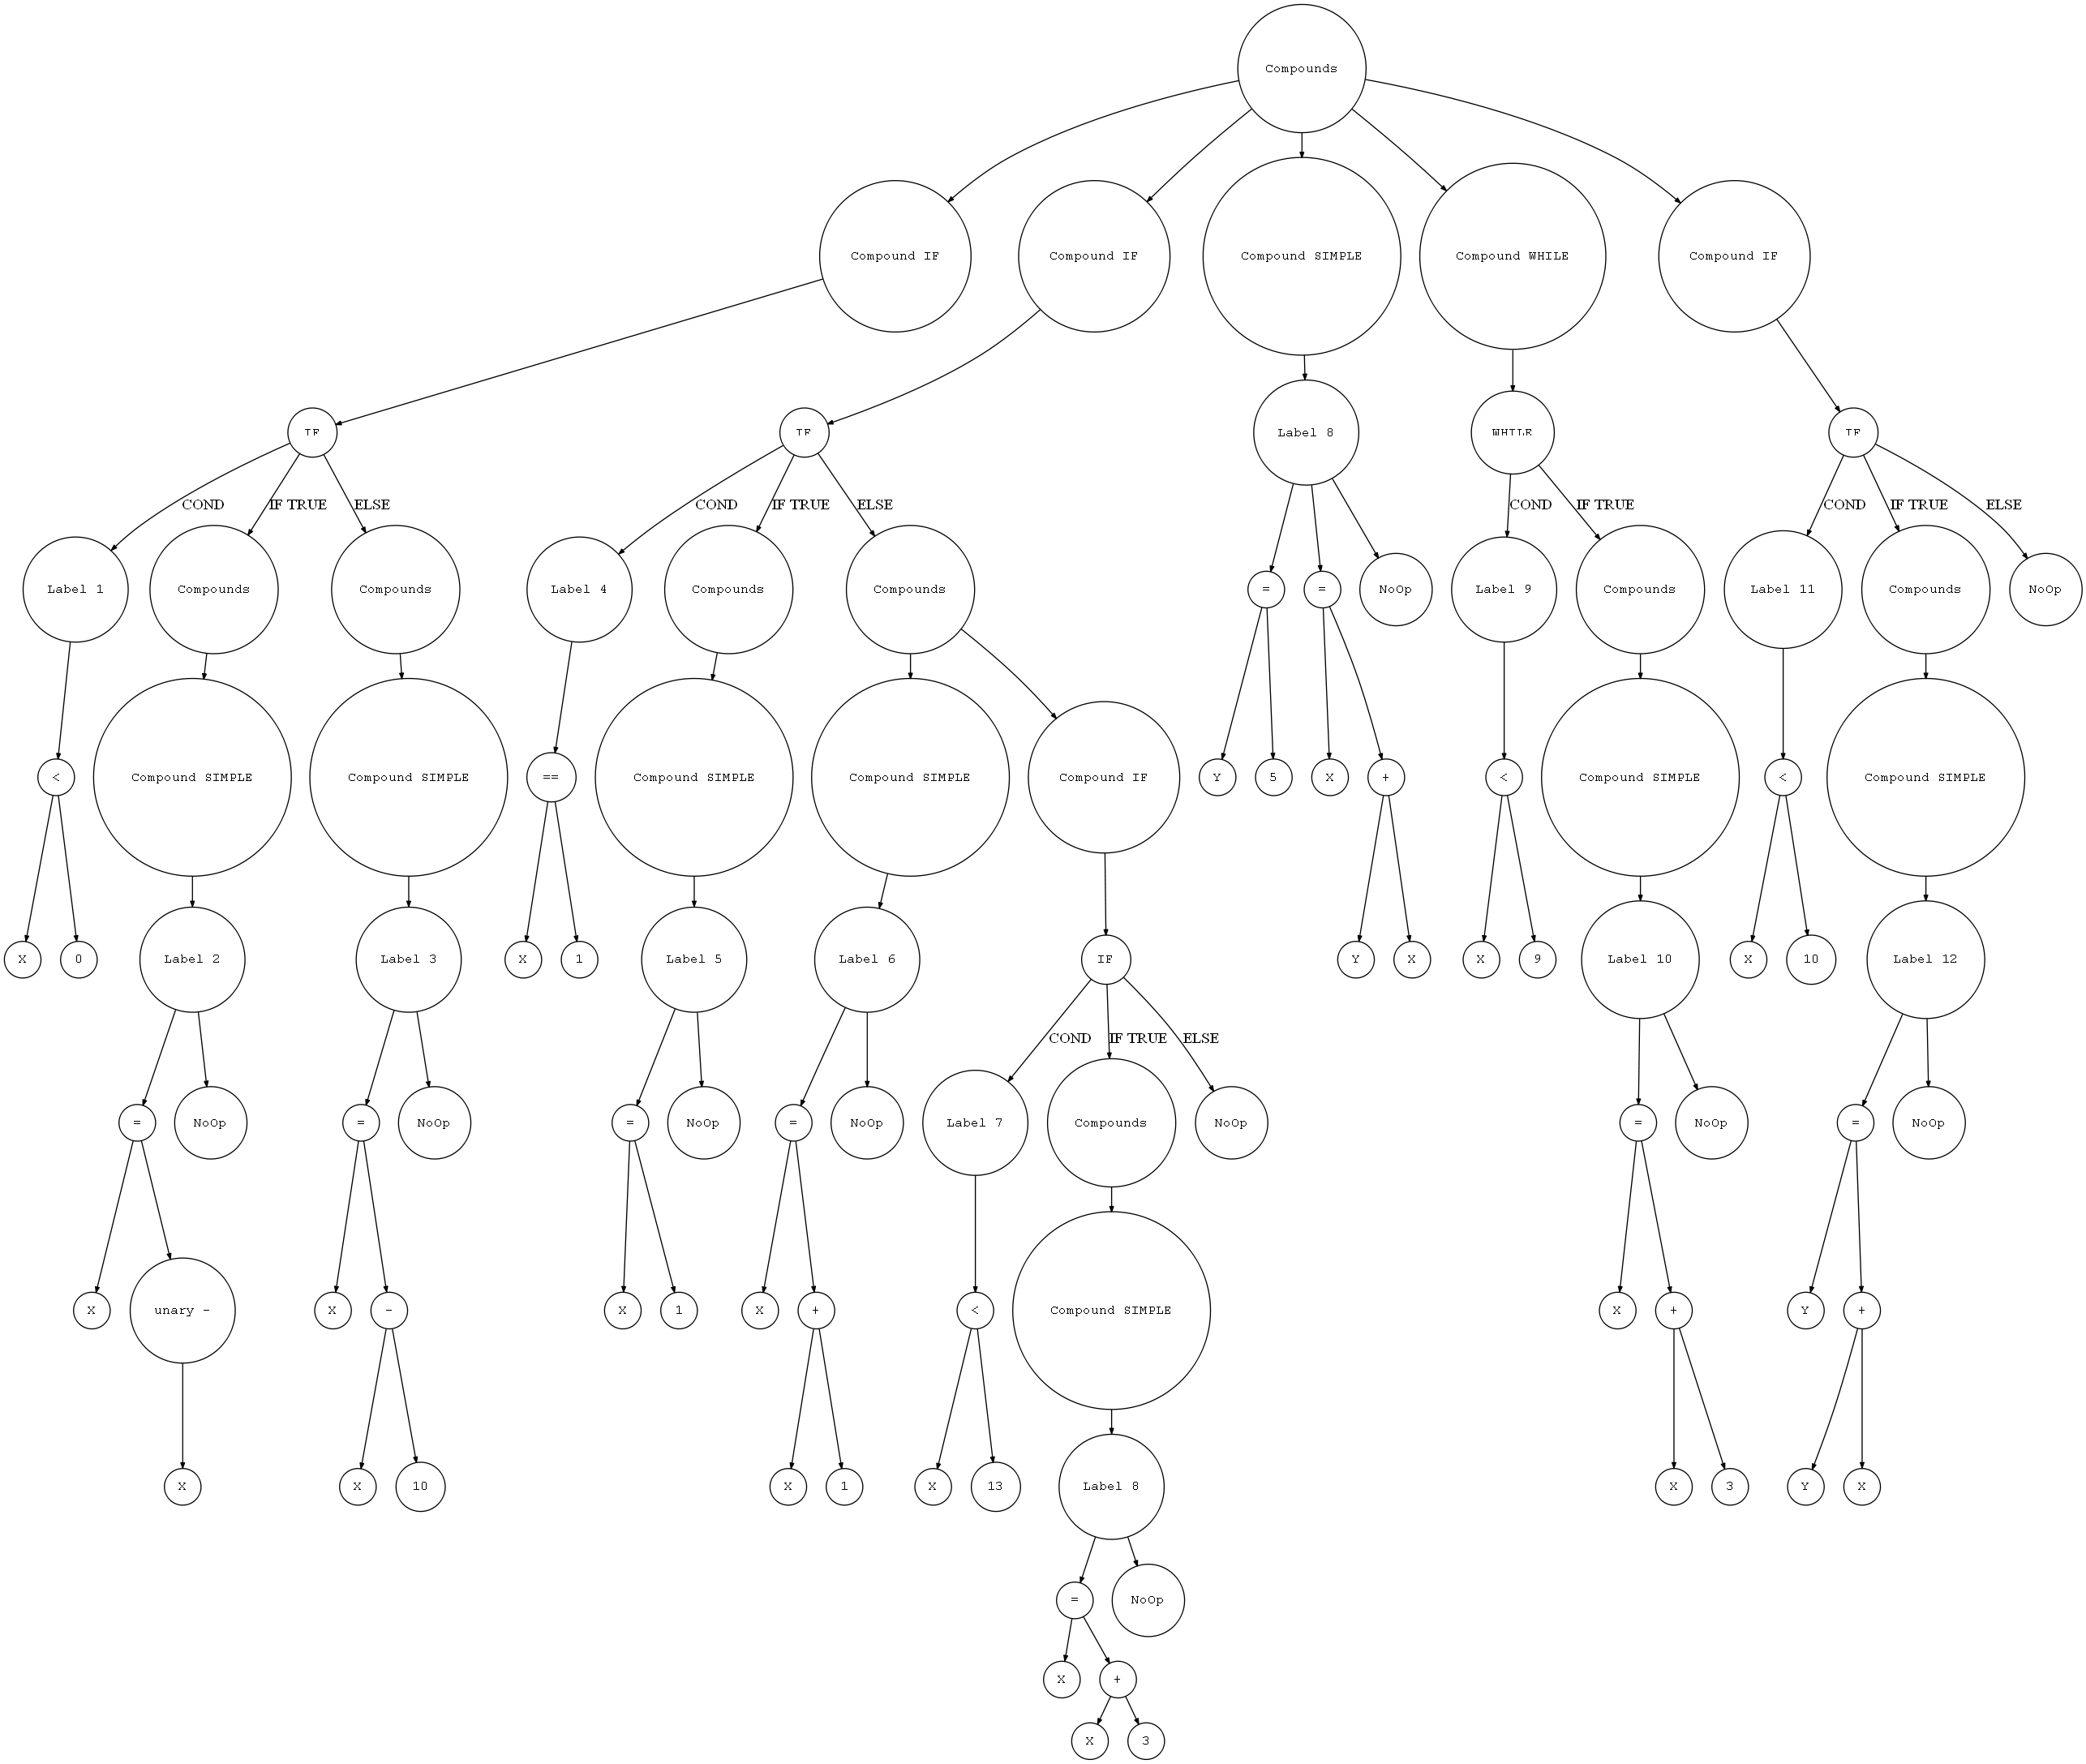 Compounds
Compound IF
Compound IF
Compound SIMPLE
Compound WHILE
Compound IF
IF
IF
Label 8
WHILE
IF
COND
IF TRUE
ELSE
COND
IF TRUE
ELSE
COND
IF TRUE
COND
IF TRUE
ELSE
Label 1
Compounds
Compounds
Label 4
Compounds
Compounds
=
=
NoOp
Label 9
Compounds
Label 11
Compounds
NoOp
<
Compound SIMPLE
Compound SIMPLE
==
Compound SIMPLE
Compound SIMPLE
Compound IF
Y
5
X
+
<
Compound SIMPLE
<
Compound SIMPLE
X
0
Label 2
Label 3
X
1
Label 5
Label 6
IF
Y
X
X
9
Label 10
X
10
Label 12
COND
IF TRUE
ELSE
=
NoOp
=
NoOp
=
NoOp
=
NoOp
Label 7
Compounds
NoOp
=
NoOp
=
NoOp
X
unary -
X
-
X
1
X
+
<
Compound SIMPLE
X
+
Y
+
X
X
10
X
1
X
13
Label 8
X
3
Y
X
=
NoOp
X
+
X
3